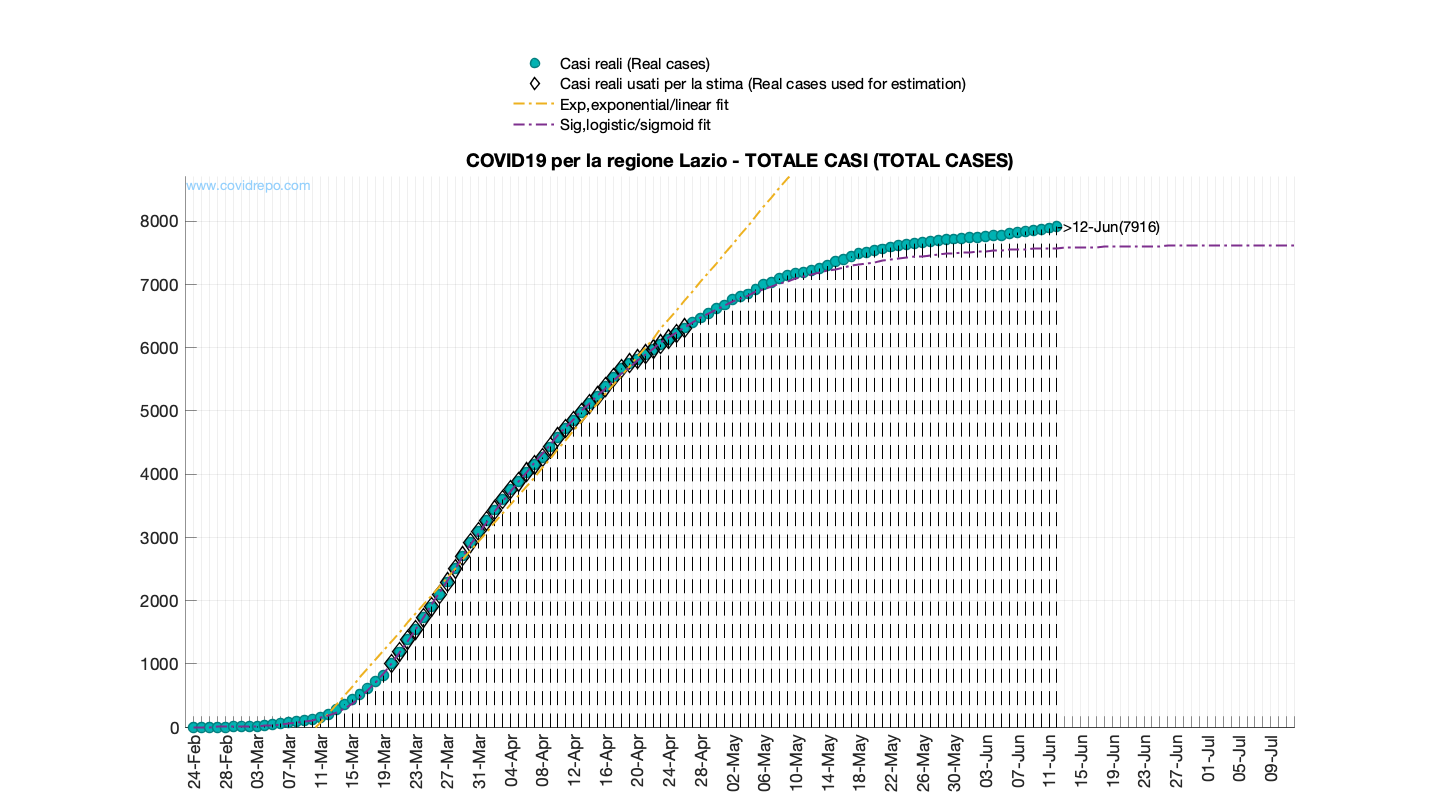 Casi reali (Real cases)
Casi reali usati per la stima (Real cases used for estimation)
Exp,exponential/linear fit
Sig,logistic/sigmoid fit
COVID19 per la regione Lazio - TOTALE CASI (TOTAL CASES)
www.covidrepo.com
8000
7000
6000
5000
4000
3000
2000
1000
0
->12-Jun(7916)
24-Feb
28-Feb
03-Mar
07-Mar
11-Mar
15-Mar
19-Mar
23-Mar
27-Mar
31-Mar
04-Apr
08-Apr
12-Apr
16-Apr
20-Apr
24-Apr
28-Apr
02-May
06-May
10-May
14-May
18-May
22-May
26-May
30-May
03-Jun
07-Jun
11-Jun
15-Jun
19-Jun
23-Jun
27-Jun
01-Jul
05-Jul
09-Jul